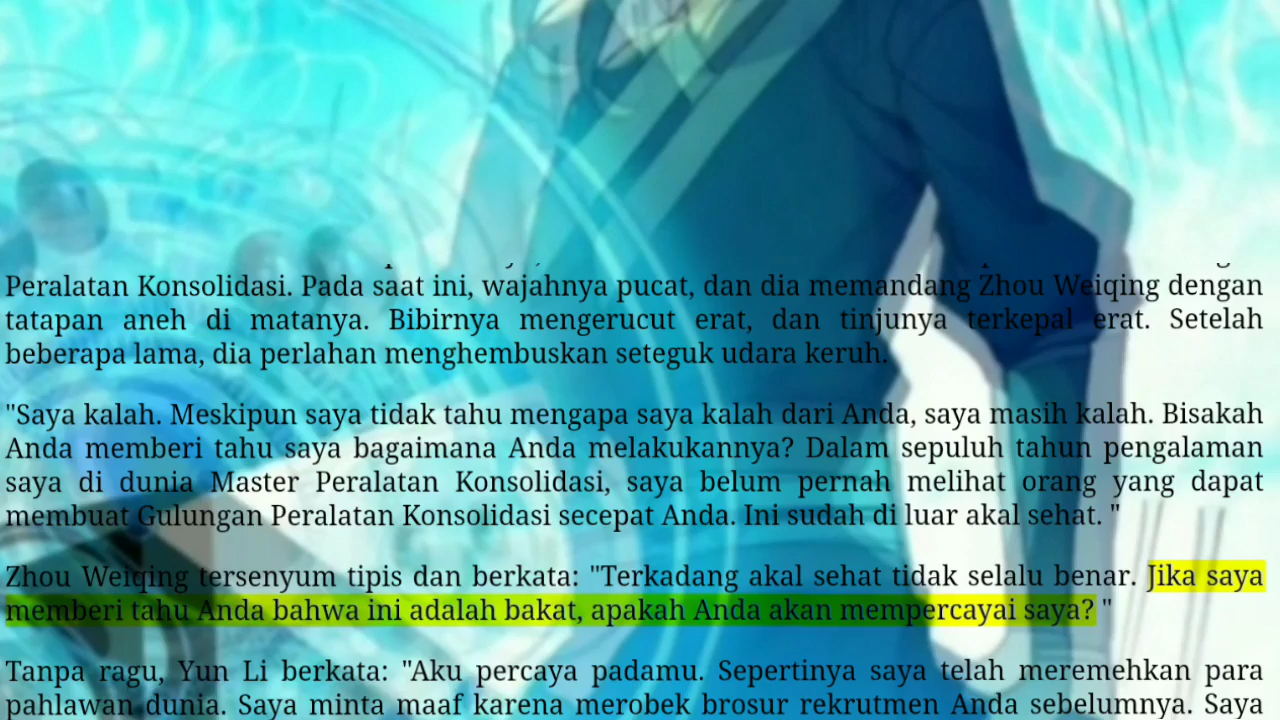 Peralatan Konsolidasi. Pada saat ini, wajahnya pucat, dan dia memandang Zhou Weiqing dengan
tatapan aneh di matanya. Bibirnya mengerucut erat, dan tinjunya terkepal erat. Setelah
beberapa lama, dia perlahan menghembuskan seteguk udara keruh.
"Saya kalah. Meskipun saya tidak tahu mengapa saya kalah dari Anda, saya masih kalah. Bisakah
Anda memberi tahu saya bagaimana Anda melakukannya? Dalam sepuluh tahun pengalaman
saya di dunia Master Peralatan Konsolidasi, saya belum pernah melihat orang yang dapat
membuat Gulungan Peralatan Konsolidasi secepat Anda. Ini sudah di luar akal sehat. "
Zhou Weiqing tersenyum tipis dan berkata: "Terkadang akal sehat tidak selalu benar. Jika saya
memberi tahu Anda bahwa ini adalah bakat, apakah Anda akan mempercayai saya? "
Tanpa ragu, Yun Li berkata: "Aku percaya padamu. Sepertinya saya telah meremehkan para
pahlawan dunia. Saya minta maaf karena merobek brosur rekrutmen Anda sebelumnya. Saya